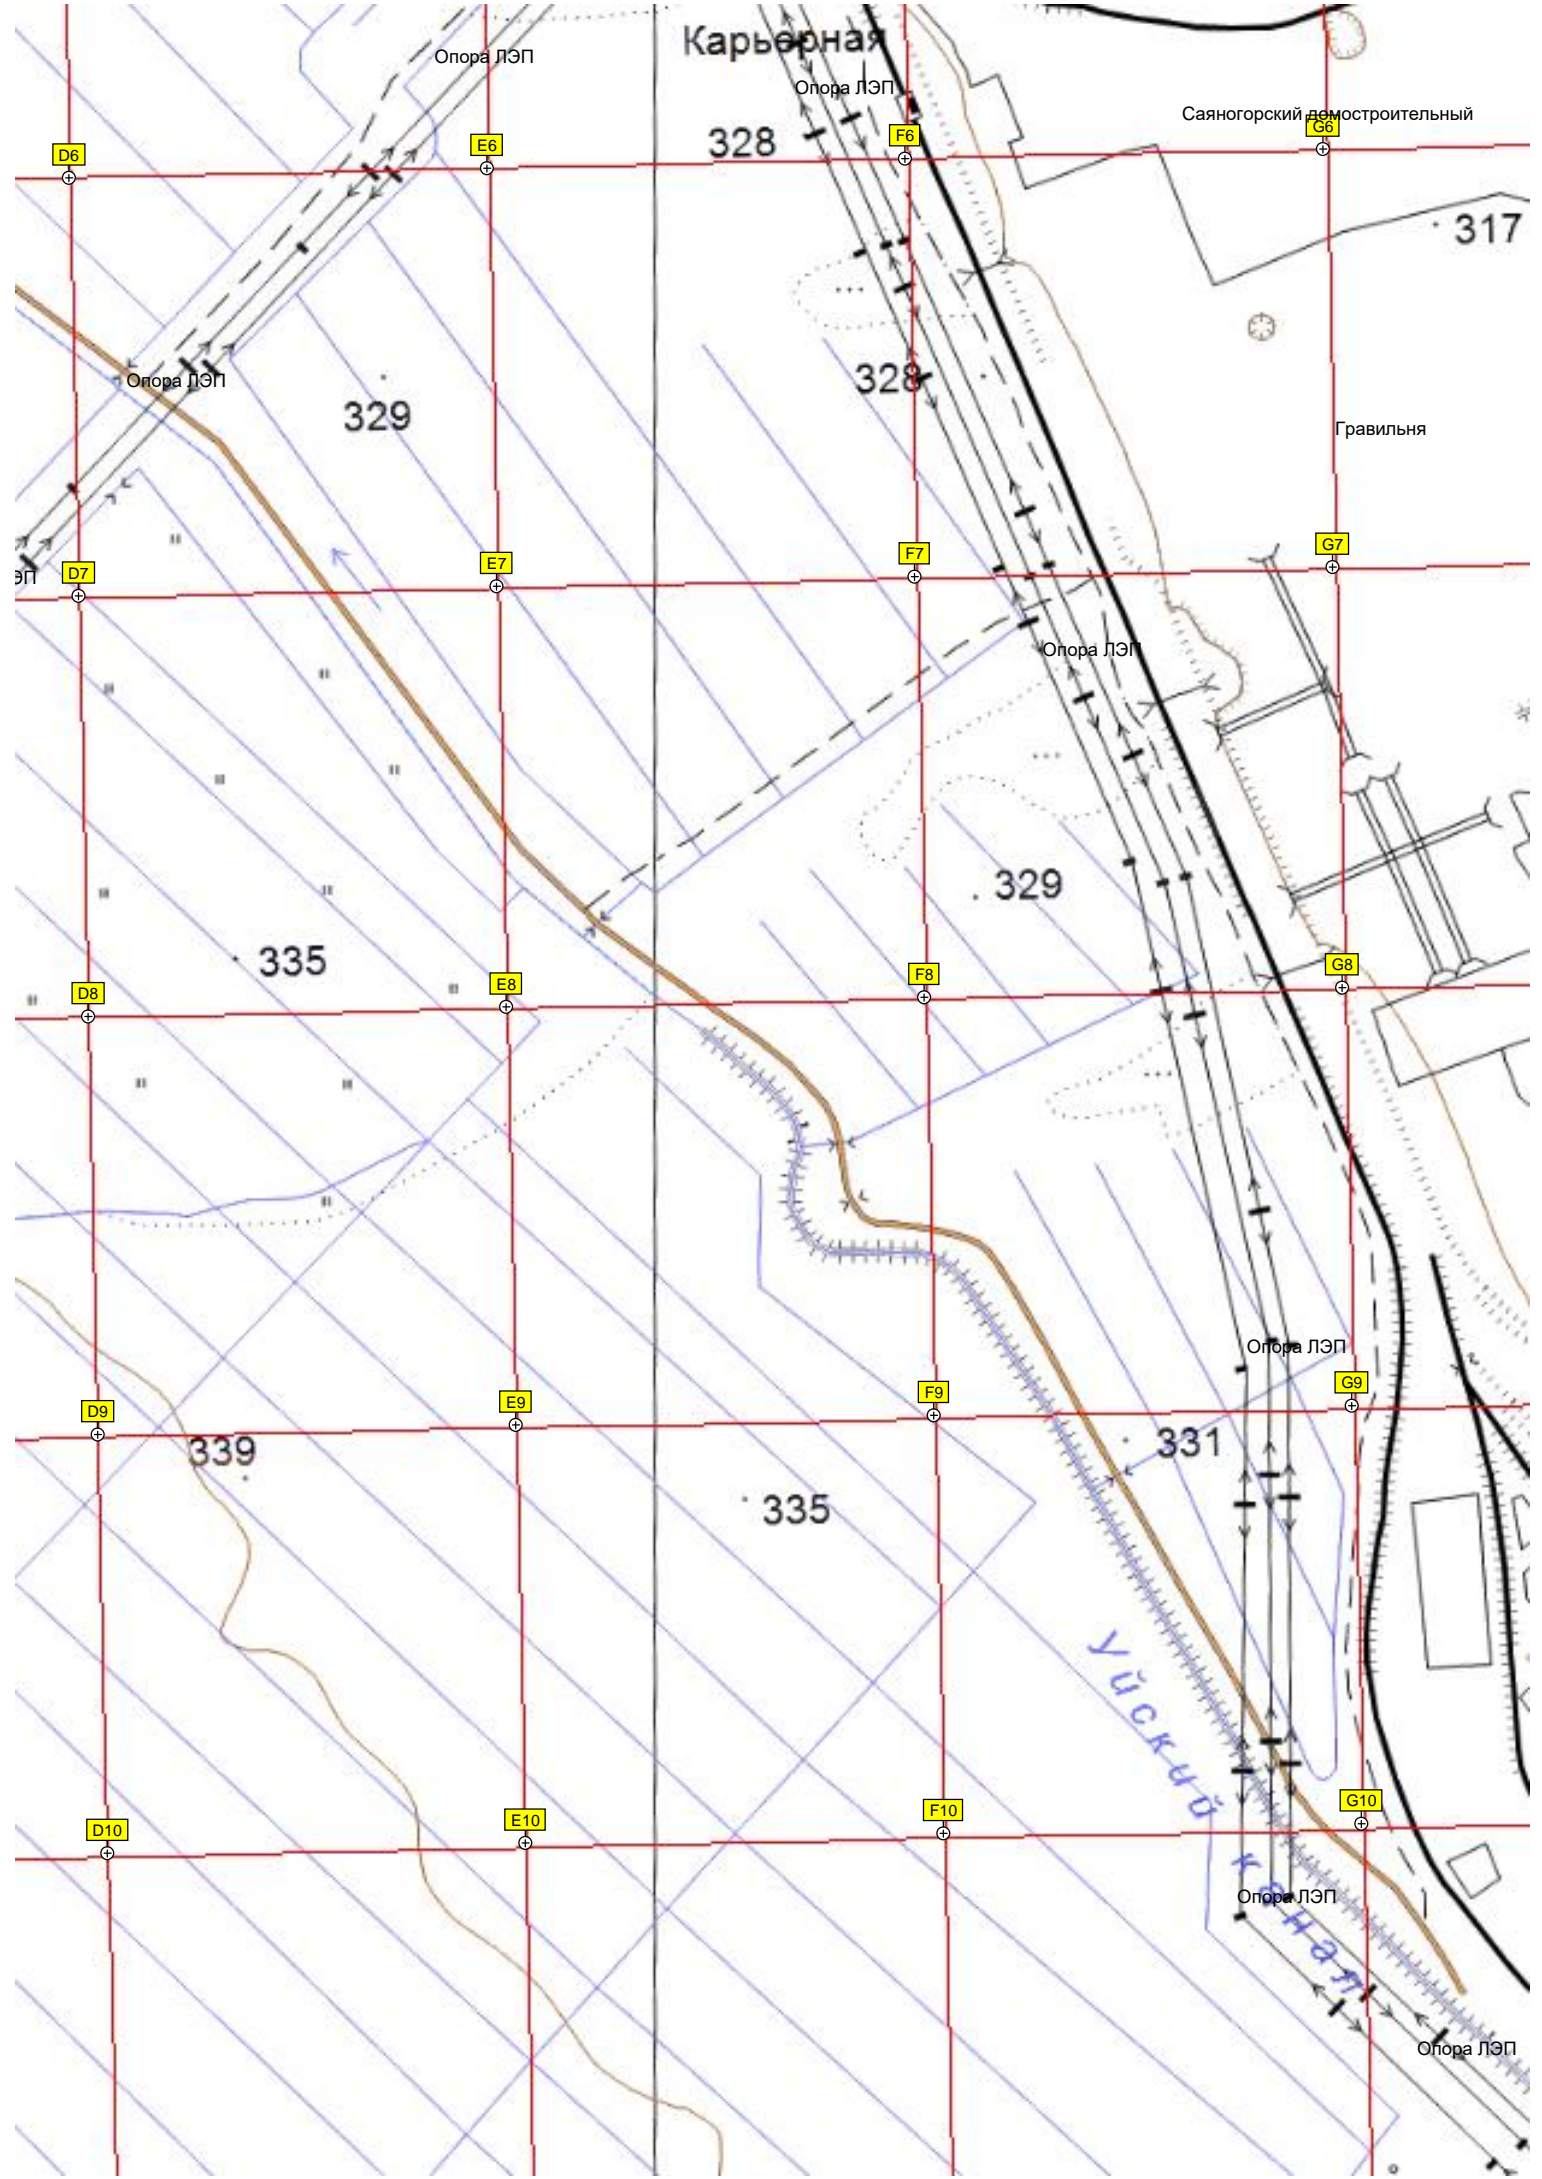 Карьерная
Опора ЛЭП
Опора ЛЭП
Саяногорский домостроительный
328
D6
E6
F6
G6
317
Опора ЛЭП
329
328
Гравильня
ЭП
D7
E7
F7
G7
Опора ЛЭП
329
335
D8
E8
F8
G8
Опора ЛЭП
D9
E9
F9
G9
339
331
335
Уйский канал
D10
E10
F10
G10
Опора ЛЭП
Опора ЛЭП